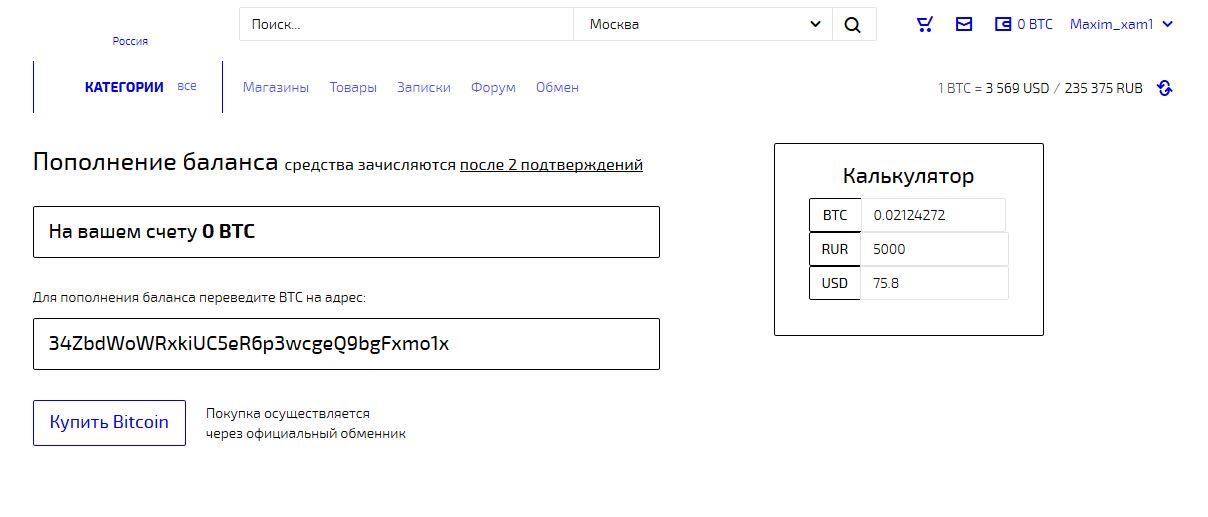 Поиск...
Москва
0 BTC
Maxim_xam1
Россия
КАТЕГОРИИ все
Магазины Товары Записки Форум Обмен
1 BTC = 3 569 USD / 235 375 RUB
Пополнение баланса средства зачисляются после 2 подтверждений
На вашем счету 0 BTC
Для пополнения баланса переведите BTC на адрес:
34ZbdWoWRxkiUC5eR6p3wcgeQ9bgFxmo1x
Купить Bitcoin
Покупка осуществляется
через официальный обменник
Калькулятор
BTC 0.02124272
RUR 5000
USD 75.8